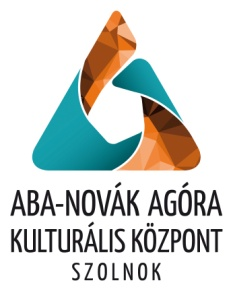 ABA-NOVÁK AGÓRA
KULTURÁLIS KÖZPONT
SZOLNOK